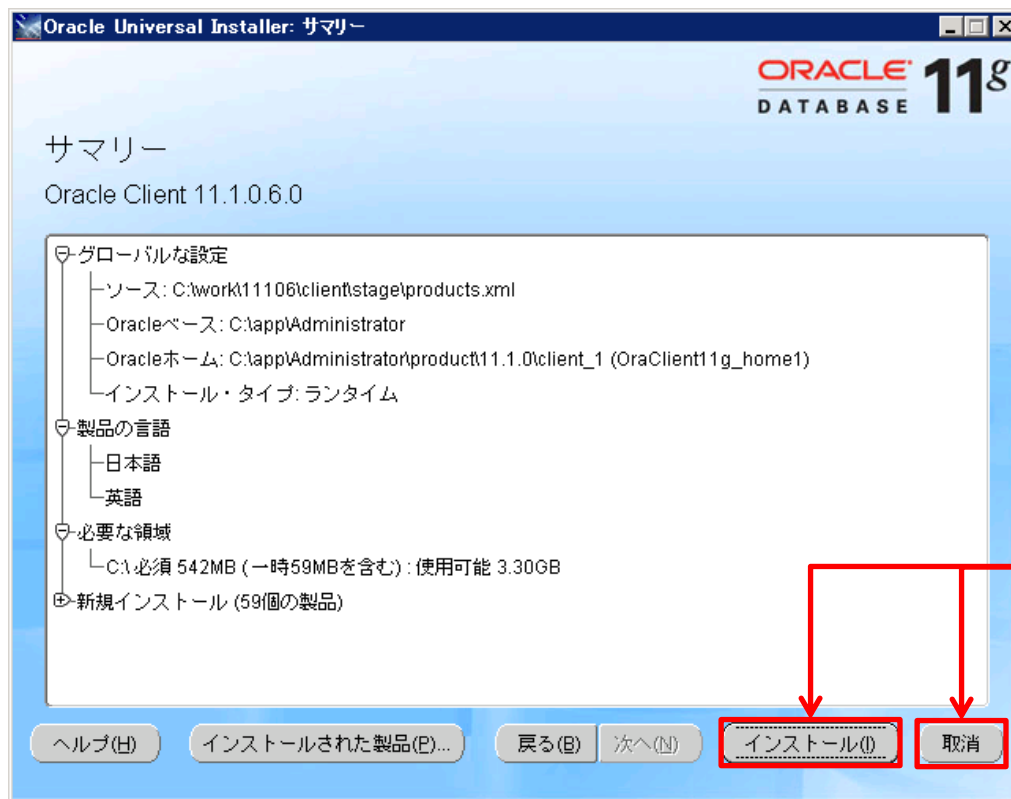 Oracle Universal Installer: サマリー
ORACLE 11g
DATABASE
サマリー
Oracle Client 11.1.0.6.0
グローバルな設定
ソース: C:\work\11106\client\stage\products.xml
Oracleベース: C:\app\Administrator
Oracleホーム: C:\app\Administrator\product\11.1.0\client_1 (OraClient11g_home1)
インストール・タイプ: ランタイム
製品の言語
日本語
英語
必要な領域
C:\ 必須 542MB (一時59MBを含む) : 使用可能 3.30GB
新規インストール (59個の製品)
ヘルプ(H) インストールされた製品(P)... 戻る(B) 次へ(N) インストール(I) 取消